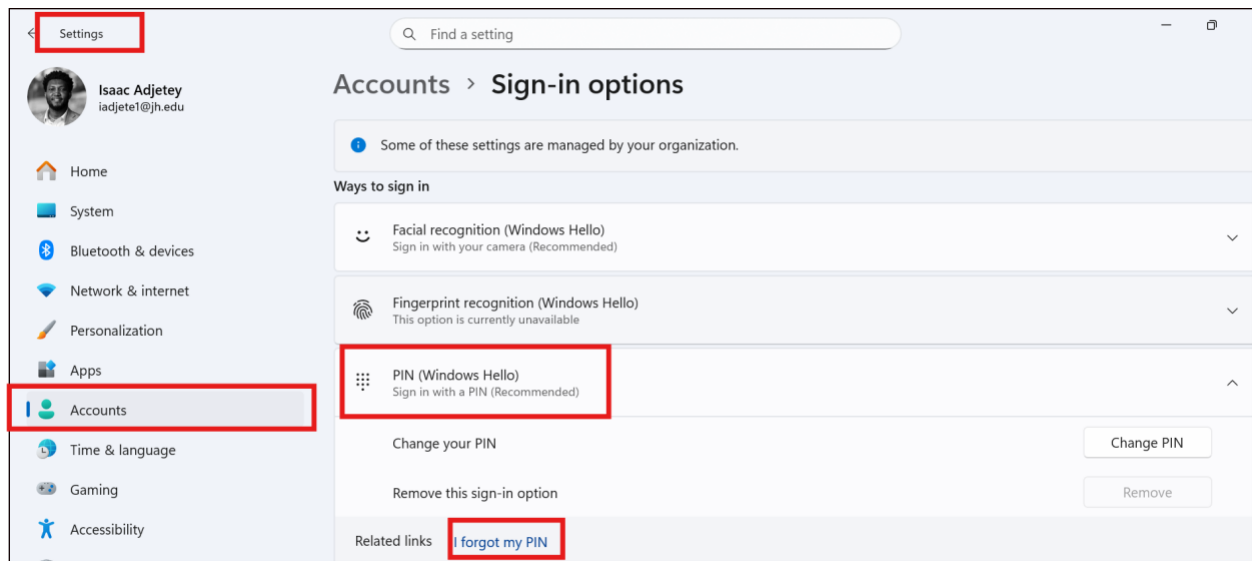 Settings
Find a setting
Isaac Adjetey
iadjete1@jh.edu
Home
System
Bluetooth & devices
Network & internet
Personalization
Apps
Accounts
Time & language
Gaming
Accessibility
Accounts > Sign-in options
Some of these settings are managed by your organization.
Ways to sign in
Facial recognition (Windows Hello)
Sign in with your camera (Recommended)
Fingerprint recognition (Windows Hello)
This option is currently unavailable
PIN (Windows Hello)
Sign in with a PIN (Recommended)
Change your PIN
Change PIN
Remove this sign-in option
Remove
Related links I forgot my PIN